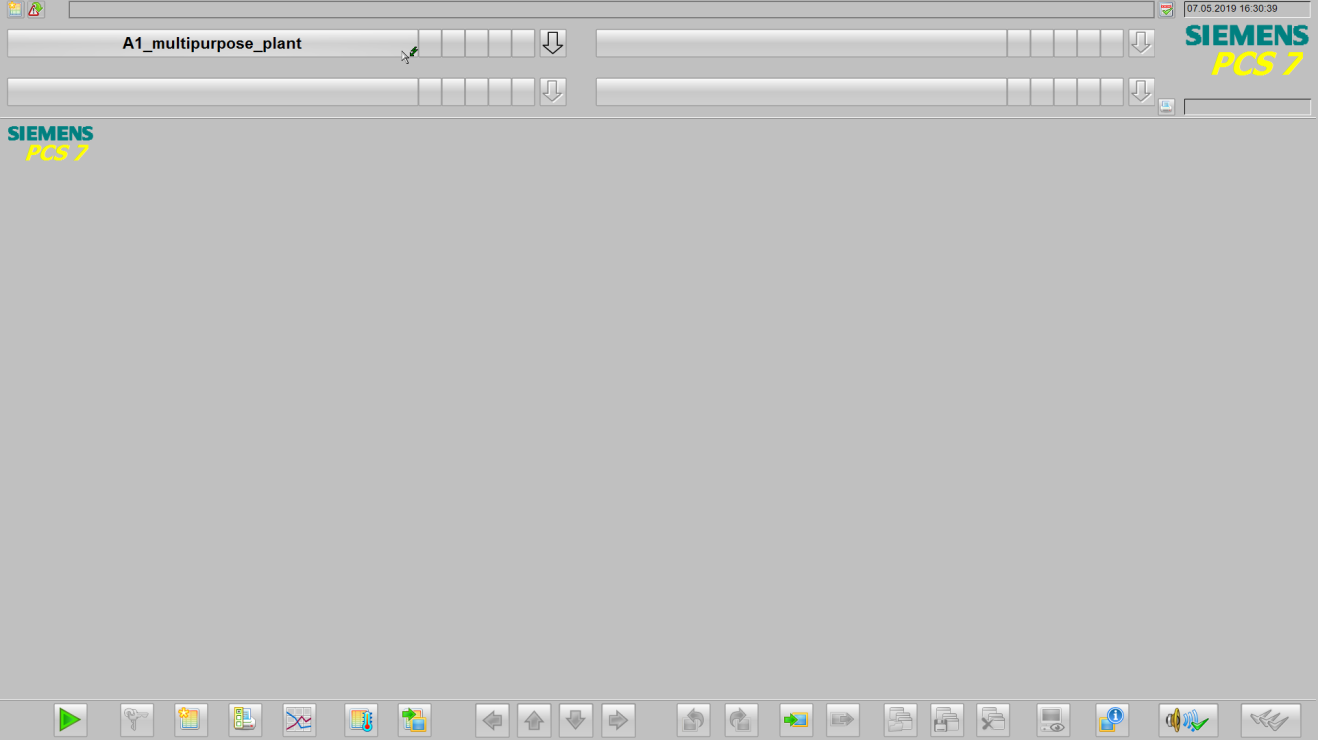 07.05.2019 16:30:39
A1_multipurpose_plant
SIEMENS
PCS 7
SIEMENS
PCS 7